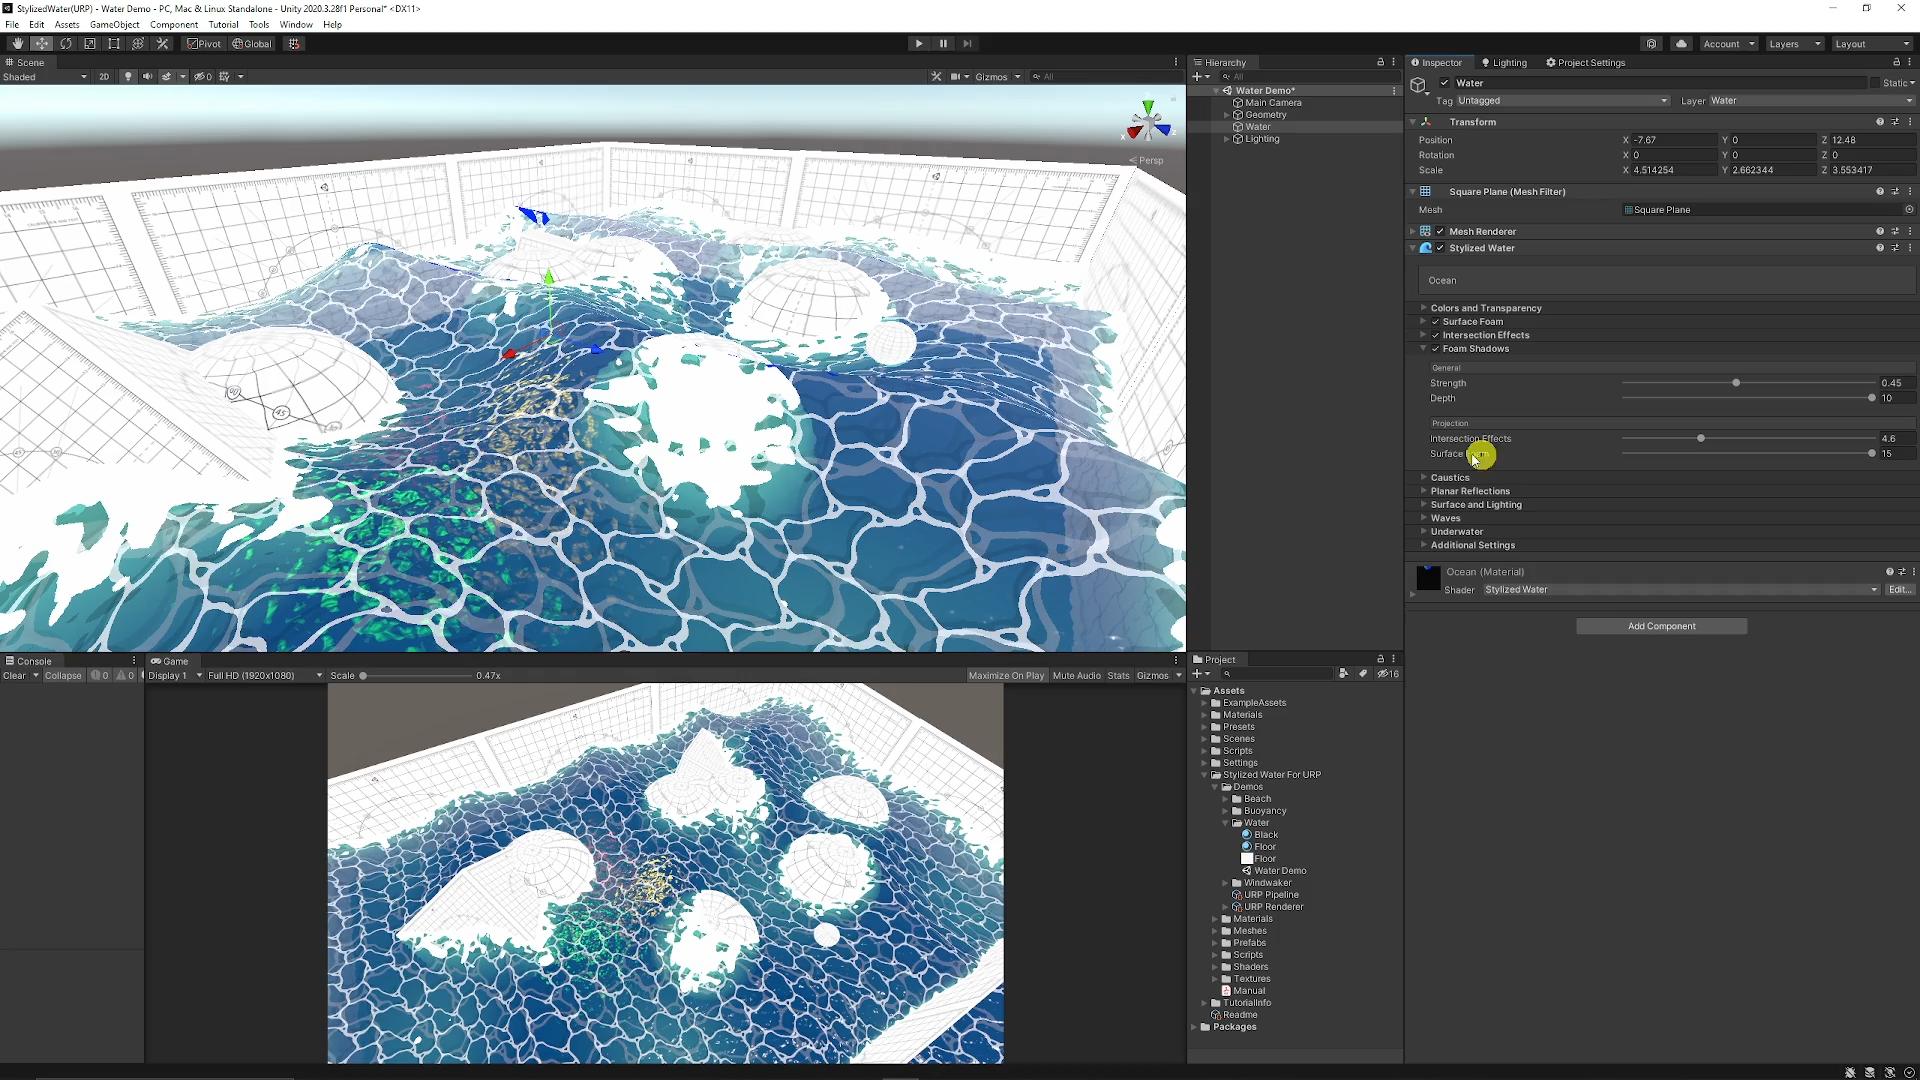 StylizedWater(URP) - Water Demo - PC, Mac & Linux Standalone - Unity 2020.3.28f1 Personal* <DX11>
File Edit Assets GameObject Component Tutorial Tools Window Help
Pivot Global Account Layers Layout
Scene
Shaded 2D 0 Gizmos All
Persp
Console
Clear Collapse 0 0
Game
Display 1 Full HD (1920x1080) Scale 0.47x Maximize On Play Mute Audio Stats Gizmos
Hierarchy
All
Water Demo*
Main Camera
Geometry
Water
Lighting
Project
16
Assets
ExampleAssets
Materials
Presets
Scenes
Scripts
Settings
Stylized Water For URP
Demos
Beach
Buoyancy
Water
Black
Floor
Floor
Water Demo
Windwaker
URP Pipeline
URP Renderer
Materials
Meshes
Prefabs
Scripts
Shaders
Textures
Manual
TutorialInfo
Readme
Packages
Inspector Lighting Project Settings
Water Static
Tag Untagged Layer Water
Transform
Position X -7.67 Y 0 Z 12.48
Rotation X 0 Y 0 Z 0
Scale X 4.514254 Y 2.662344 Z 3.553417
Square Plane (Mesh Filter)
Mesh Square Plane
Mesh Renderer
Stylized Water
Ocean
Colors and Transparency
Surface Foam
Intersection Effects
Foam Shadows
General
Strength 0.45
Depth 10
Projection
Intersection Effects 4.6
Surface 15
Caustics
Planar Reflections
Surface and Lighting
Waves
Underwater
Additional Settings
Ocean (Material)
Shader Stylized Water Edit...
Add Component